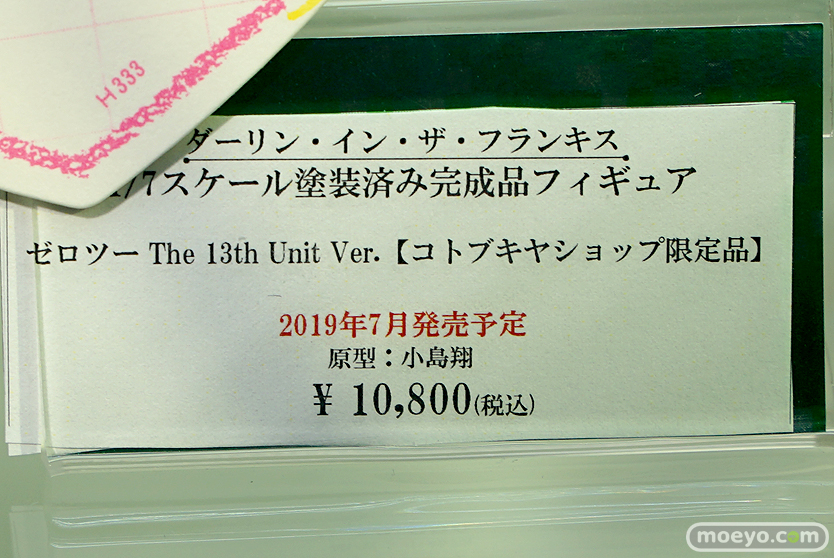 H333
ダーリン・イン・ザ・フランキス
/7スケール塗装済み完成品フィギュア
ゼロツー The 13th Unit Ver.【コトブキヤショップ限定品】
2019年7月発売予定
原型：小島翔
¥ 10,800(税込)
moeyo.com